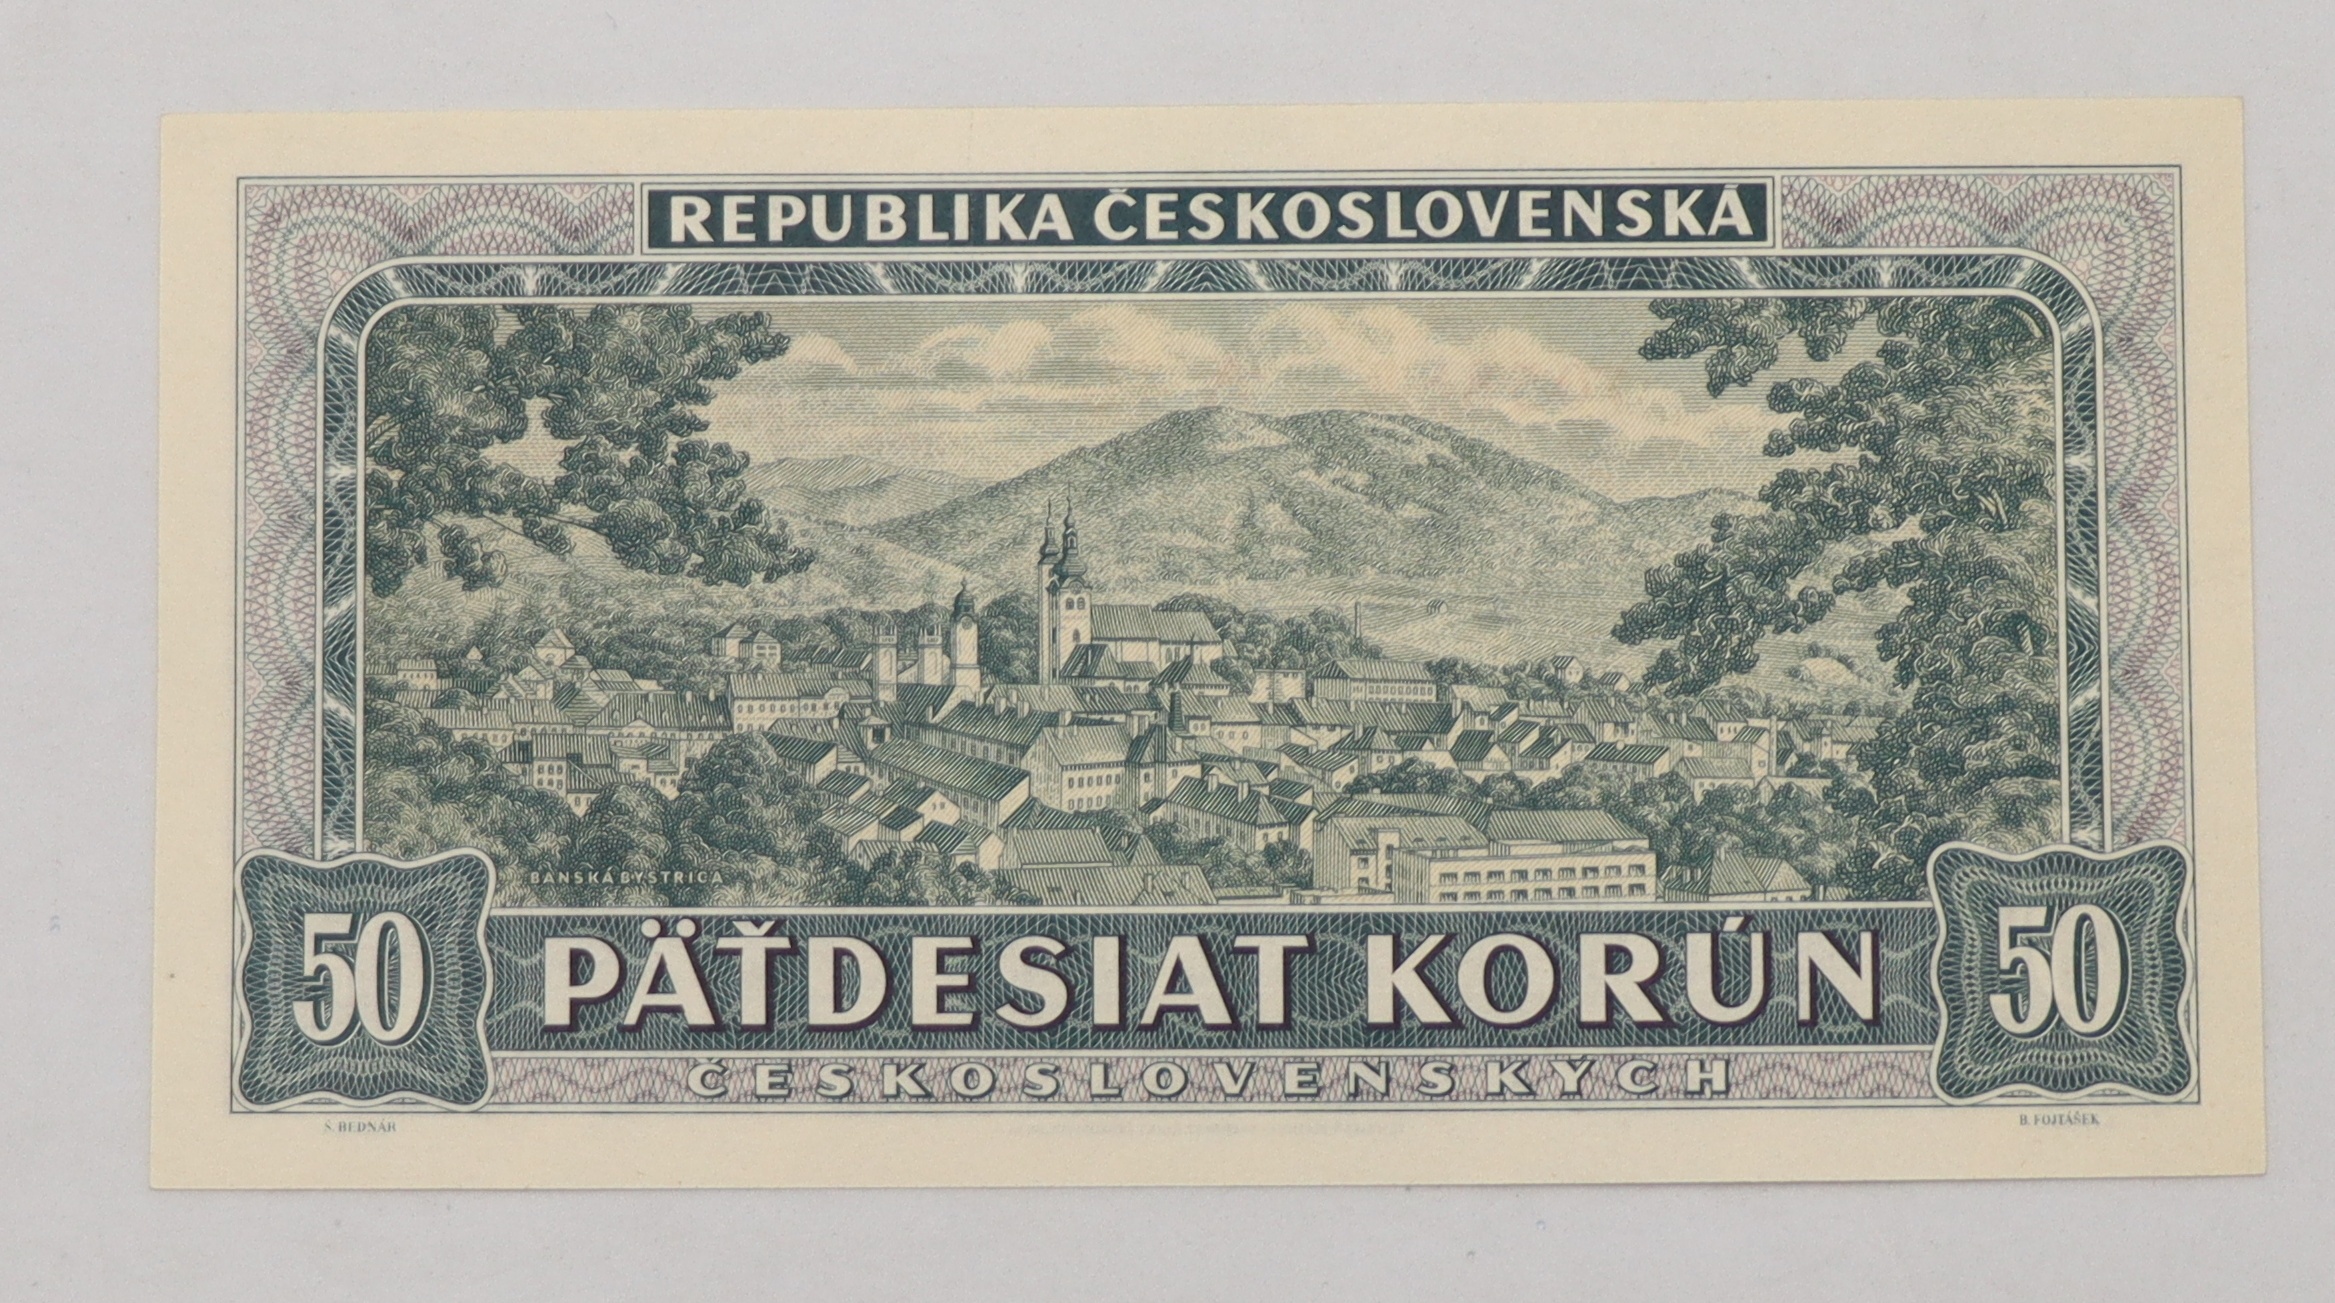 REPUBLIKA ČESKOSLOVENSKÁ
BANSKÁ BYSTRICA
50 PÄŤDESIAT KORÚN 50
ČESKOSLOVENSKÝCH
Š. BEDNÁR B. FOJTÁŠEK